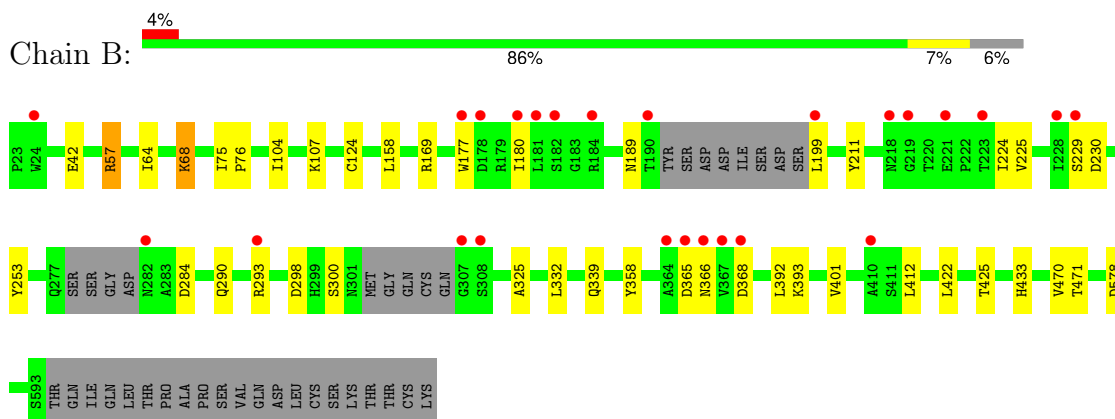 4%
Chain B:
86% 7% 6%
P23 W24 E42 R57 I64 K68 I75 P76 I104 K107 C124 L158 R169 W177 D178 R179 I180 L181 S182 G183 R184 N189 T190 TYR SER ASP ASP ILE SER ASP SER L199 Y211 N218 G219 T220 E221 P222 T223 I224 V225 I228 S229 D230
Y253 Q277 SER SER GLY ASP N282 A283 D284 Q290 R293 D298 H299 S300 N301 MET GLY GLN CYS GLN G307 S308 A325 L332 Q339 Y358 A364 D365 N366 V367 D368 L392 K393 V401 A410 S411 L412 L422 T425 H433 V470 T471 D578
S593 THR GLN ILE GLN LEU THR PRO ALA PRO SER VAL GLN ASP LEU CYS SER LYS THR THR CYS LYS